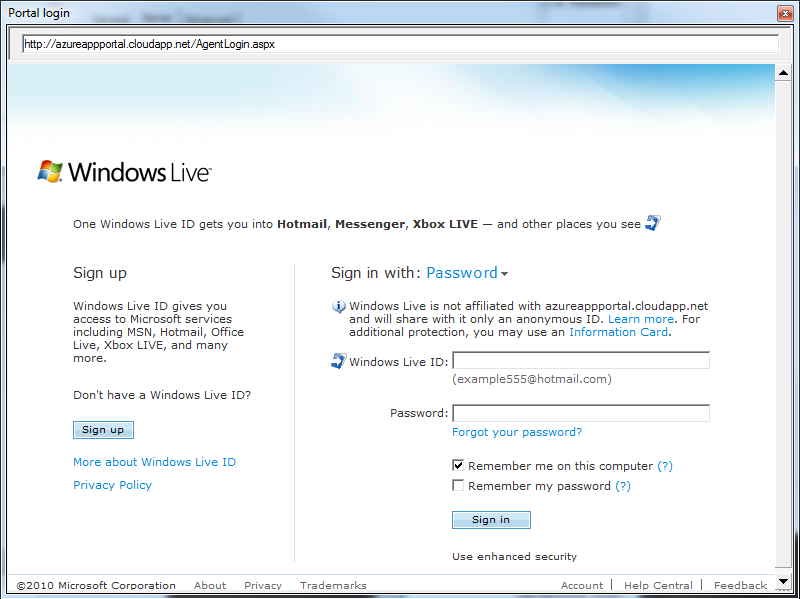 Portal login
http://azureappportal.cloudapp.net/AgentLogin.aspx
Windows Live
One Windows Live ID gets you into Hotmail, Messenger, Xbox LIVE — and other places you see
Sign up
Windows Live ID gives you
access to Microsoft services
including MSN, Hotmail, Office
Live, Xbox LIVE, and many
more.
Don't have a Windows Live ID?
Sign up
More about Windows Live ID
Privacy Policy
Sign in with: Password
Windows Live is not affiliated with azureappportal.cloudapp.net
and will share with it only an anonymous ID. Learn more. For
additional protection, you may use an Information Card.
Windows Live ID:
(example555@hotmail.com)
Password:
Forgot your password?
Remember me on this computer (?)
Remember my password (?)
Sign in
Use enhanced security
©2010 Microsoft Corporation About Privacy Trademarks Account | Help Central | Feedback